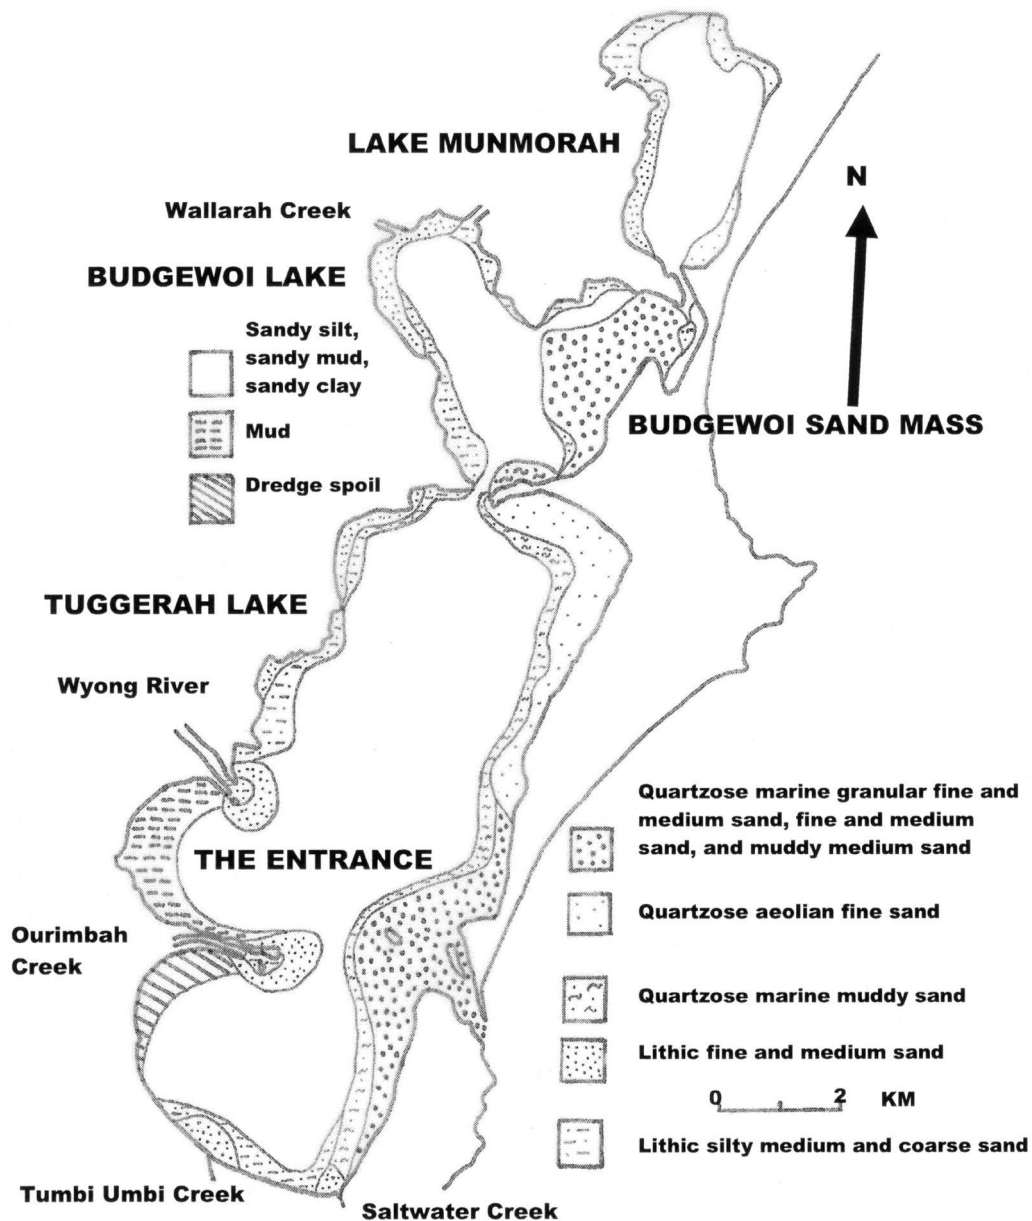 LAKE MUNMORAH
N
Wallarah Creek
BUDGEWOI LAKE
Sandy silt,
sandy mud,
sandy clay
Mud
Dredge spoil
BUDGEWOI SAND MASS
TUGGERAH LAKE
Wyong River
THE ENTRANCE
Ourimbah
Creek
Quartzose marine granular fine and
medium sand, fine and medium
sand, and muddy medium sand
Quartzose aeolian fine sand
Quartzose marine muddy sand
Lithic fine and medium sand
0 2 KM
Lithic silty medium and coarse sand
Tumbi Umbi Creek
Saltwater Creek